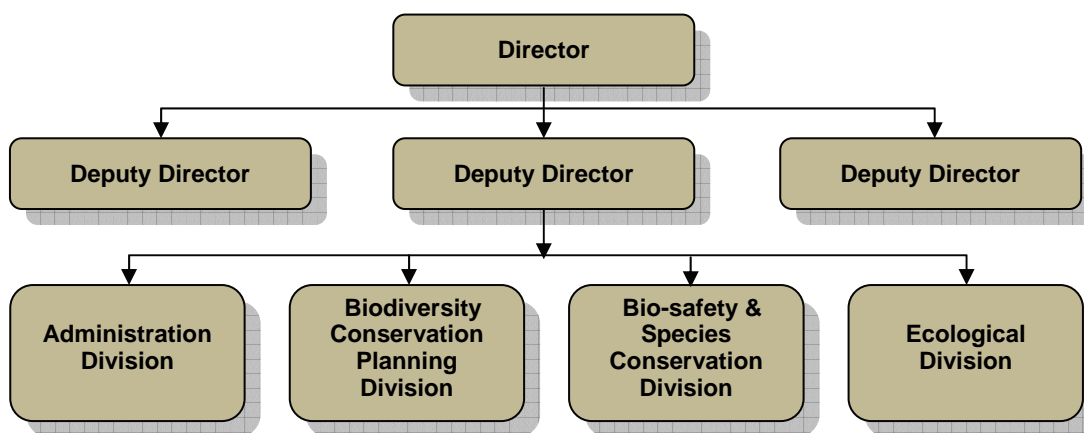 Director
Deputy Director
Deputy Director
Deputy Director
Administration
Division
Biodiversity
Conservation
Planning
Division
Bio-safety &
Species
Conservation
Division
Ecological
Division